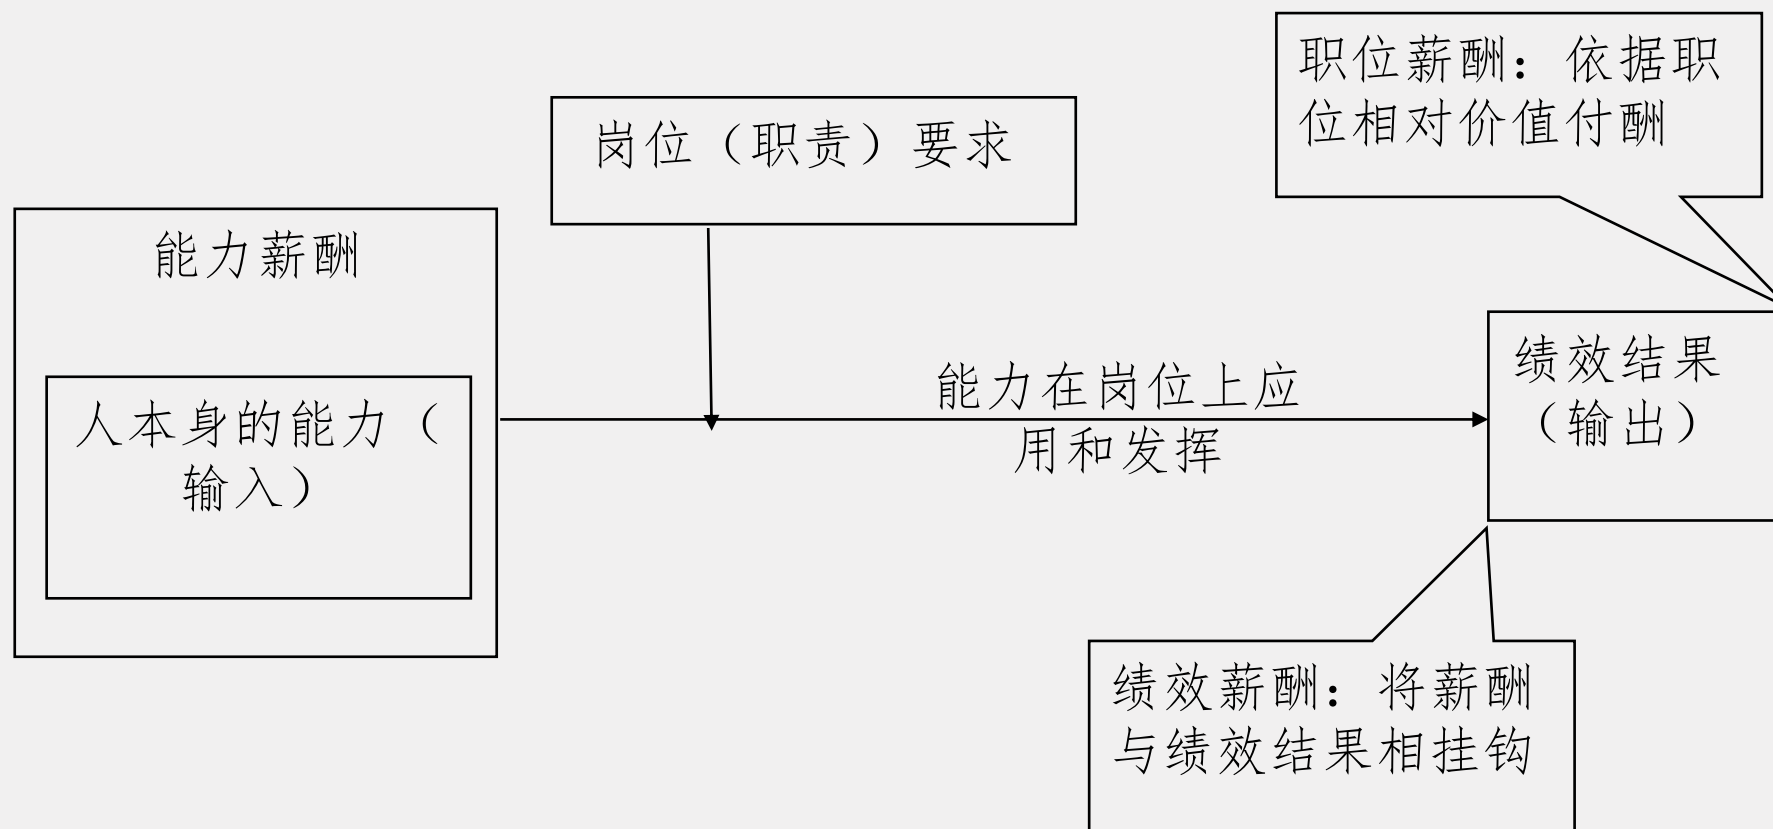 职位薪酬：依据职
位相对价值付酬
岗位（职责）要求
能力薪酬
人本身的能力（
输入）
能力在岗位上应
用和发挥
绩效结果
（输出）
绩效薪酬：将薪酬
与绩效结果相挂钩